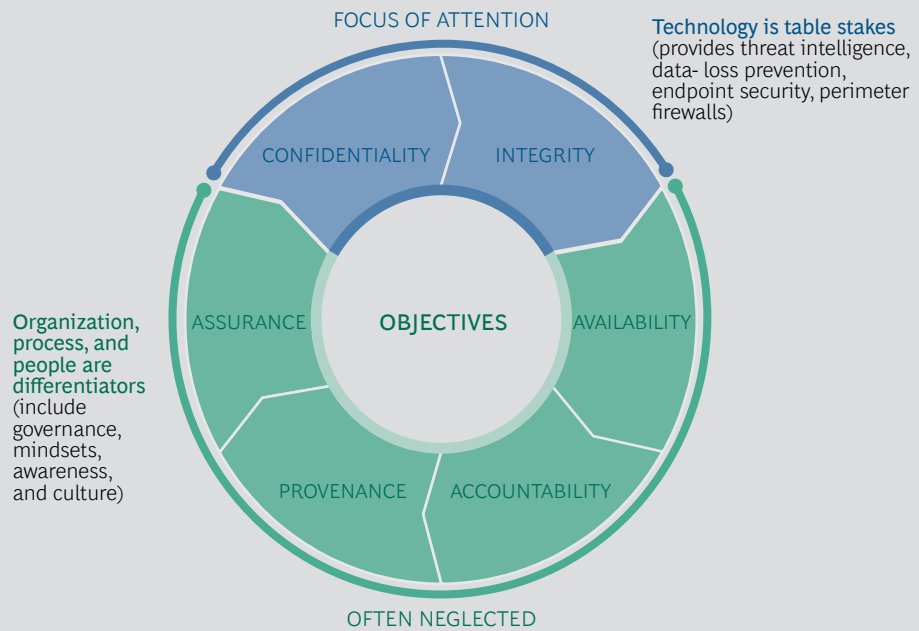 FOCUS OF ATTENTION
Technology is table stakes
(provides threat intelligence,
data- loss prevention,
endpoint security, perimeter
firewalls)
CONFIDENTIALITY
INTEGRITY
Organization,
process, and
people are
differentiators
(include
governance,
mindsets,
awareness,
and culture)
ASSURANCE
OBJECTIVES
AVAILABILITY
PROVENANCE
ACCOUNTABILITY
OFTEN NEGLECTED